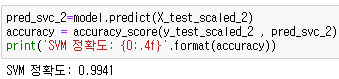 pred_svc_2=model.predict(X_test_scaled_2)
accuracy = accuracy_score(y_test_scaled_2 , pred_svc_2)
print('SVM 정확도: {0:.4f}'.format(accuracy))
SVM 정확도: 0.9941